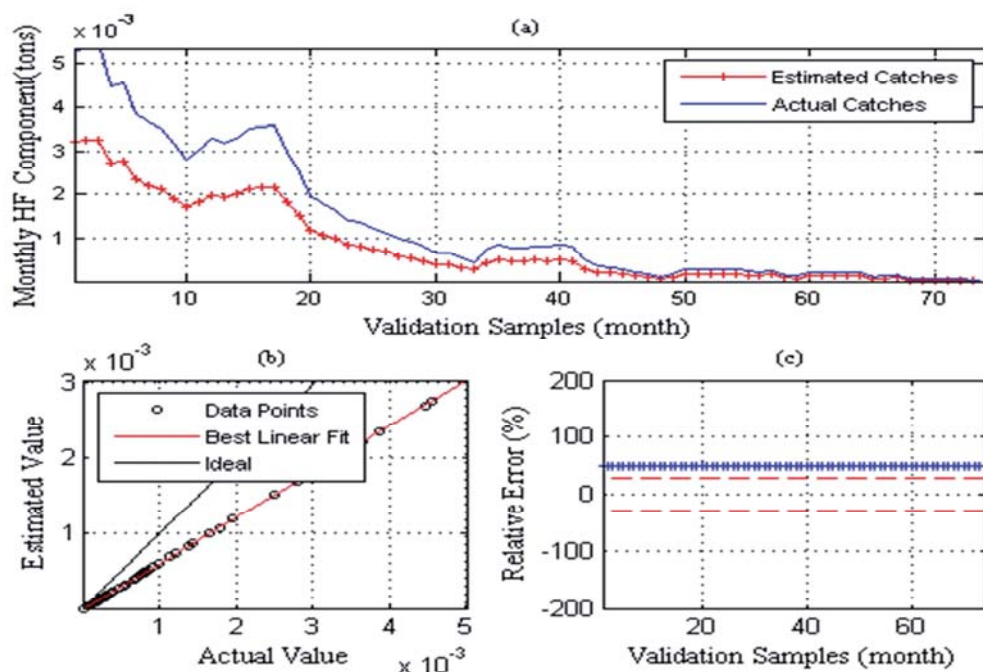 × 10⁻³
(a)
Monthly HF Component(tons)
5
4
3
2
1
Estimated Catches
Actual Catches
10 20 30 40 50 60 70
Validation Samples (month)
× 10⁻³
(b)
Estimated Value
3
2
1
Data Points
Best Linear Fit
Ideal
1 2 3 4 5
Actual Value
× 10⁻³
(c)
Relative Error (%)
200
100
0
-100
-200
20 40 60
Validation Samples (month)